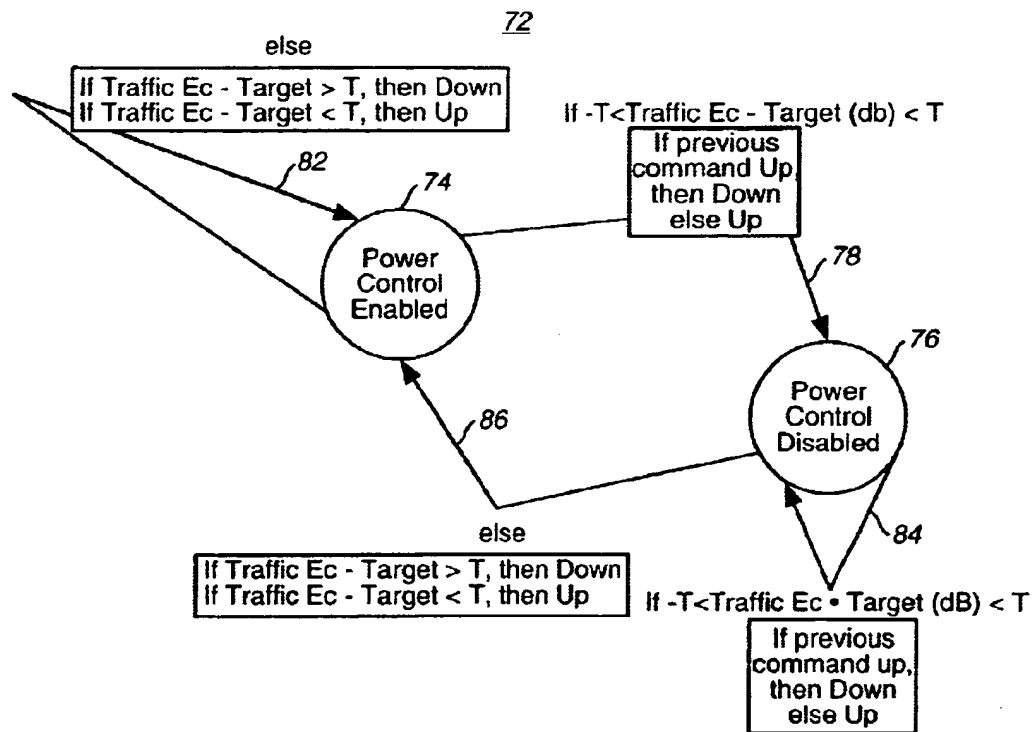 72
else
If Traffic Ec - Target > T, then Down
If Traffic Ec - Target < T, then Up
82
74
Power
Control
Enabled
If -T<Traffic Ec - Target (db) < T
If previous
command Up,
then Down
else Up
78
76
Power
Control
Disabled
86
84
else
If Traffic Ec - Target > T, then Down
If Traffic Ec - Target < T, then Up
If -T<Traffic Ec • Target (dB) < T
If previous
command up,
then Down
else Up